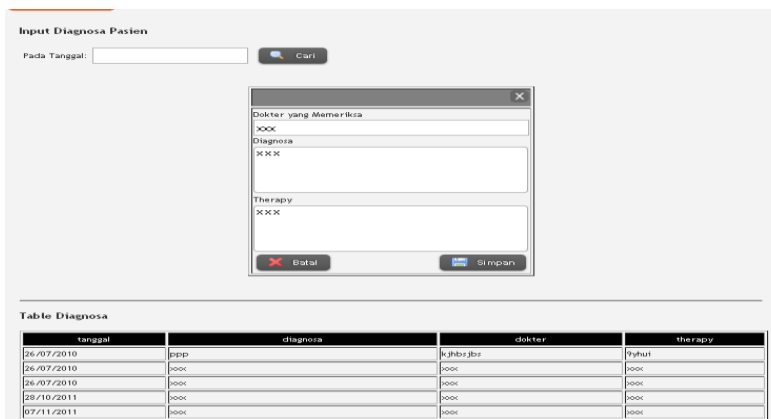 Input Diagnosa Pasien
Pada Tanggal: Cari
Dokter yang Memeriksa
xxx
Diagnosa
xxx
Therapy
xxx
Batal Simpan
Table Diagnosa
tanggal diagnosa dokter therapy
26/07/2010 ppp kjhbsjbs 9yhui
26/07/2010 xxx xxx xxx
26/07/2010 xxx xxx xxx
28/10/2011 xxx xxx xxx
07/11/2011 xxx xxx xxx